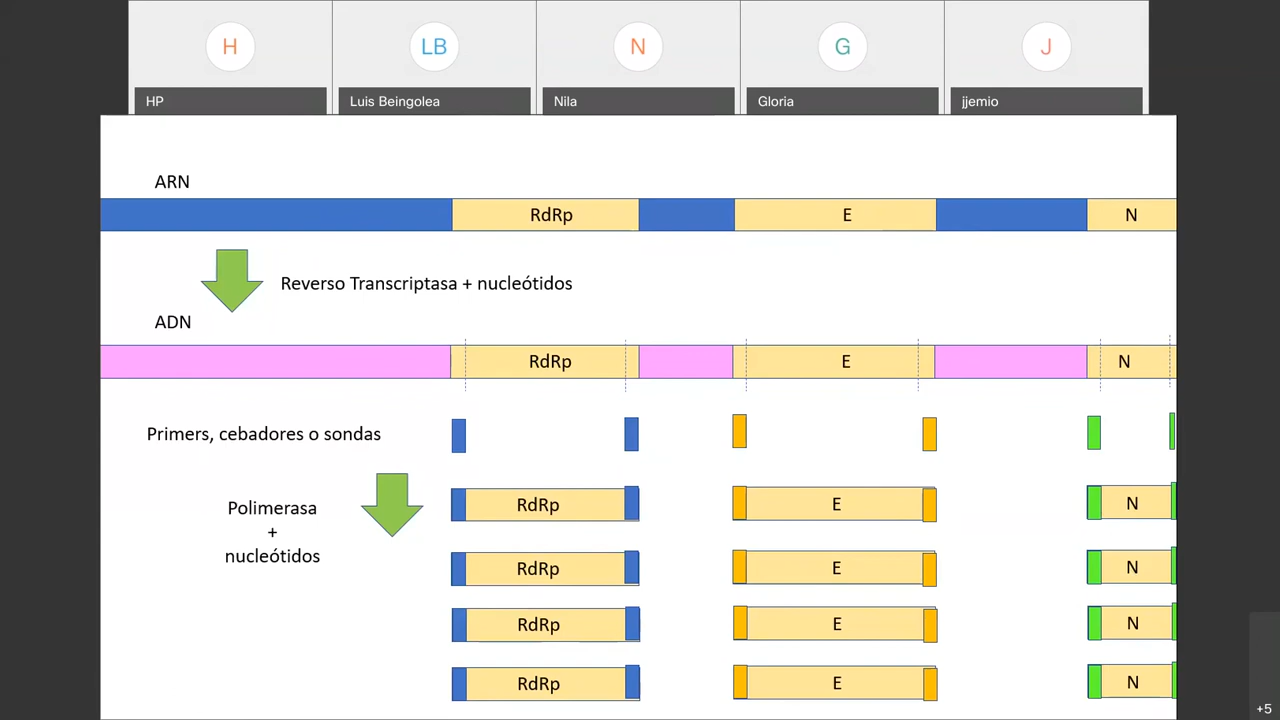 H
LB
N
G
J
HP
Luis Beingolea
Nila
Gloria
jjemio
ARN
RdRp
E
N
Reverso Transcriptasa + nucleótidos
ADN
RdRp
E
N
Primers, cebadores o sondas
Polimerasa
+
nucleótidos
RdRp
E
N
RdRp
E
N
RdRp
E
N
RdRp
E
N
+5